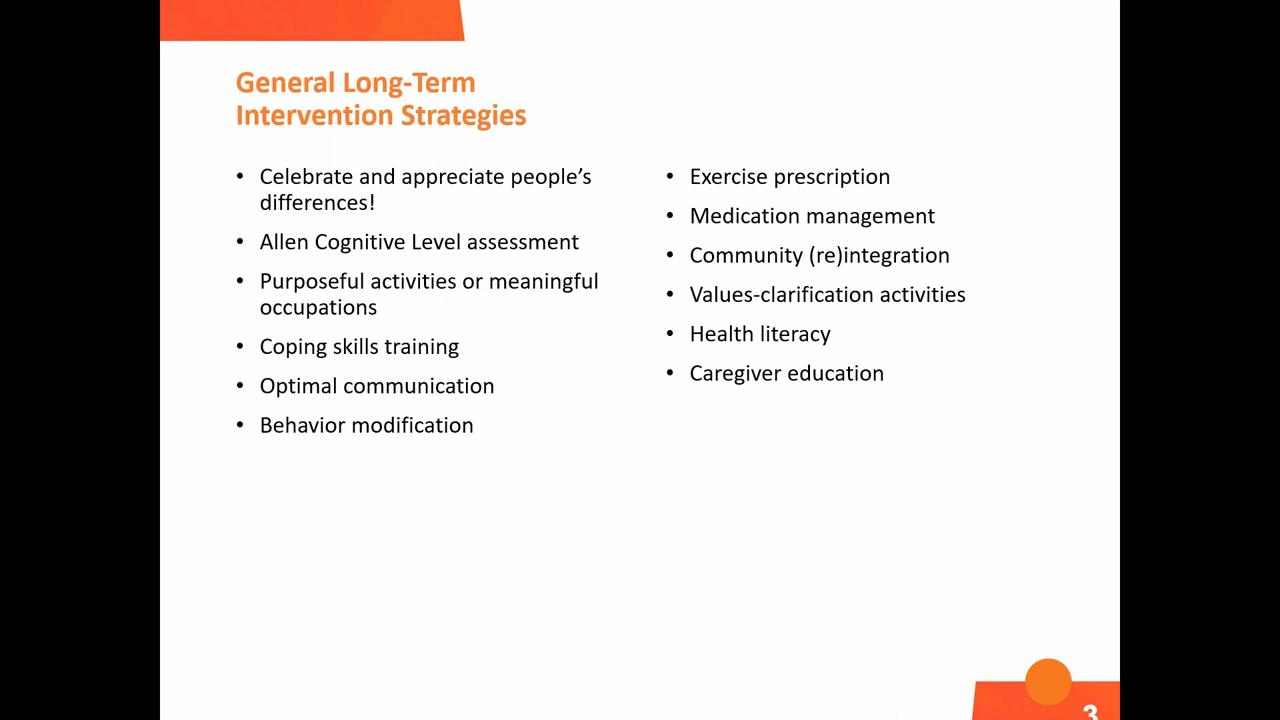 General Long-Term
Intervention Strategies
• Celebrate and appreciate people’s
differences!
• Allen Cognitive Level assessment
• Purposeful activities or meaningful
occupations
• Coping skills training
• Optimal communication
• Behavior modification
• Exercise prescription
• Medication management
• Community (re)integration
• Values-clarification activities
• Health literacy
• Caregiver education
3